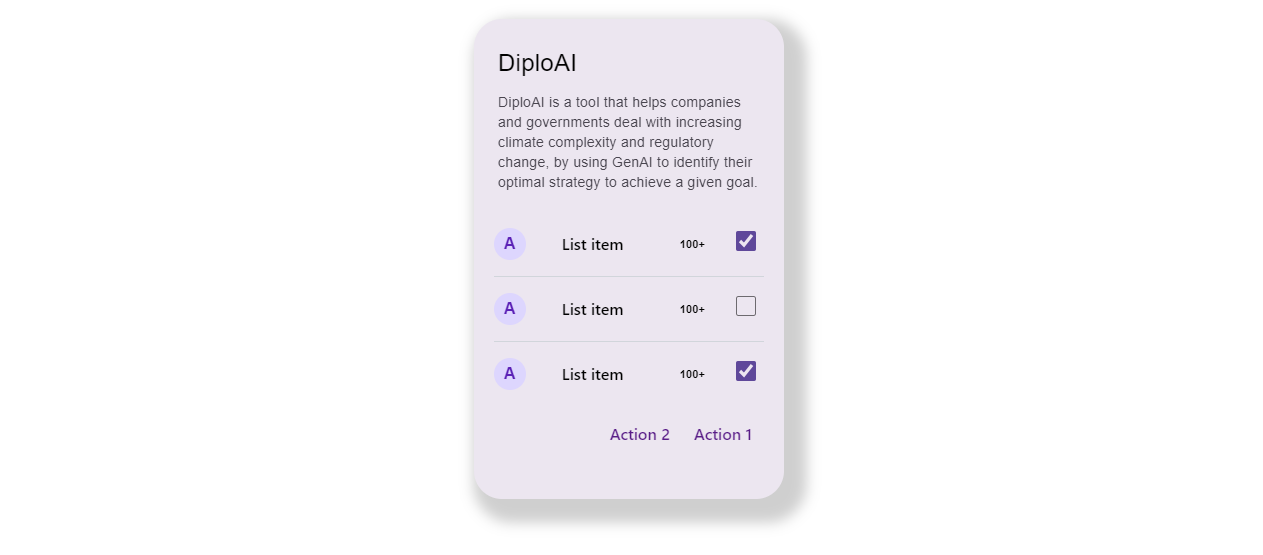 DiploAI
DiploAI is a tool that helps companies
and governments deal with increasing
climate complexity and regulatory
change, by using GenAI to identify their
optimal strategy to achieve a given goal.
A List item 100+
A List item 100+
A List item 100+
Action 2 Action 1